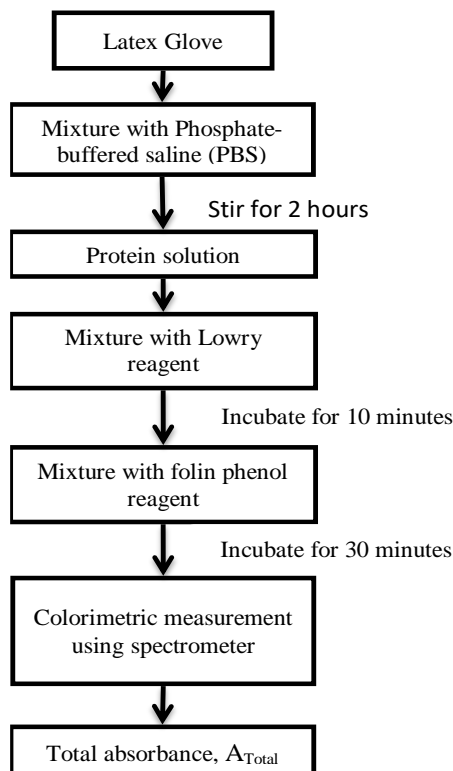 Latex Glove
Mixture with Phosphate-
buffered saline (PBS)
Stir for 2 hours
Protein solution
Mixture with Lowry
reagent
Incubate for 10 minutes
Mixture with folin phenol
reagent
Incubate for 30 minutes
Colorimetric measurement
using spectrometer
Total absorbance, A_Total